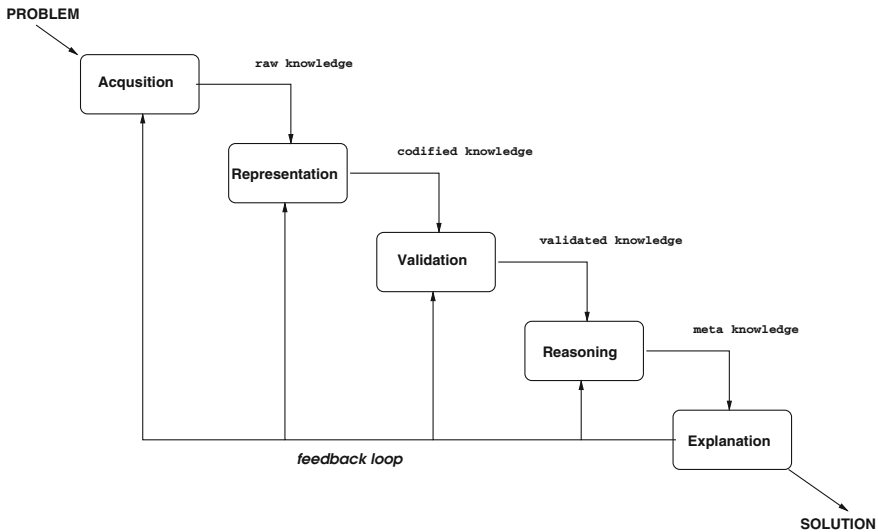 PROBLEM
raw knowledge
Acqusition
codified knowledge
Representation
validated knowledge
Validation
meta knowledge
Reasoning
Explanation
feedback loop
SOLUTION